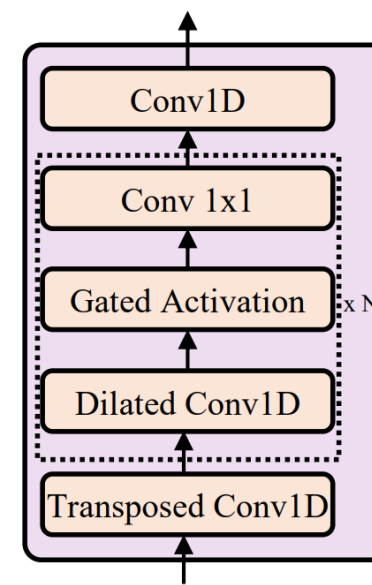 Conv1D
Conv 1x1
Gated Activation
x N
Dilated Conv1D
Transposed Conv1D